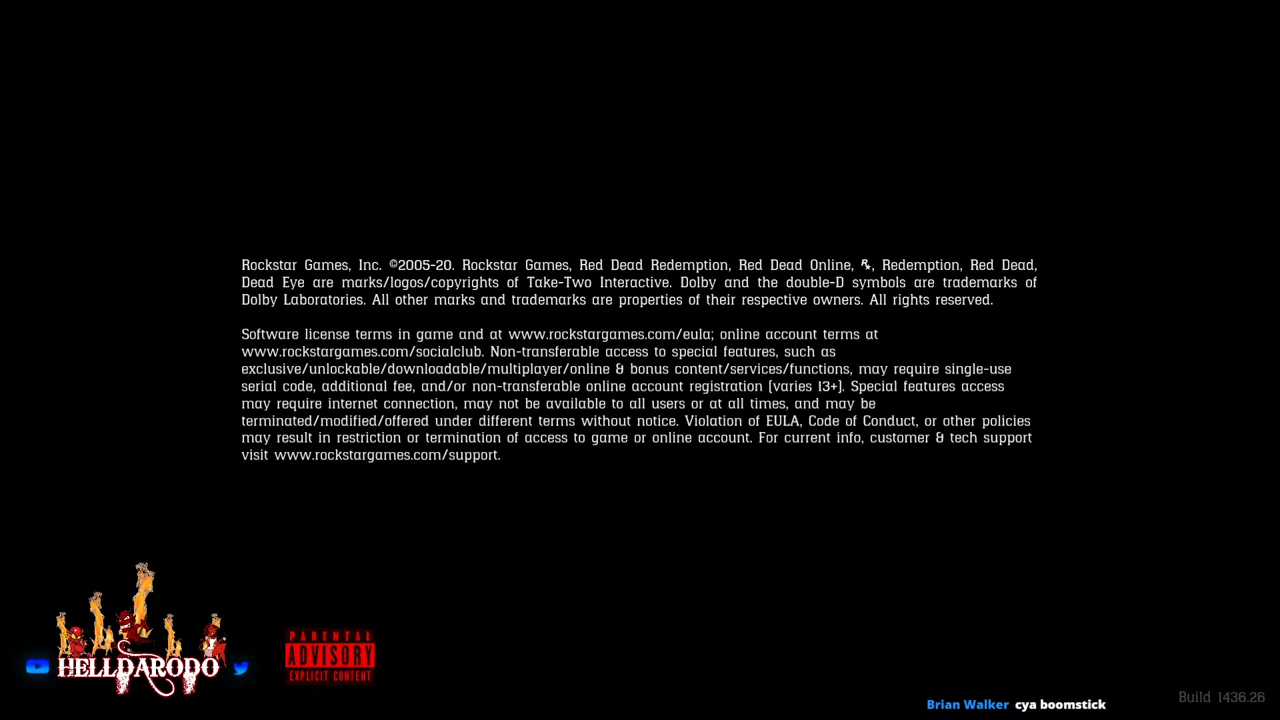 Rockstar Games, Inc. ©2005-20. Rockstar Games, Red Dead Redemption, Red Dead Online, R★, Redemption, Red Dead,
Dead Eye are marks/logos/copyrights of Take-Two Interactive. Dolby and the double-D symbols are trademarks of
Dolby Laboratories. All other marks and trademarks are properties of their respective owners. All rights reserved.
Software license terms in game and at www.rockstargames.com/eula; online account terms at
www.rockstargames.com/socialclub. Non-transferable access to special features, such as
exclusive/unlockable/downloadable/multiplayer/online & bonus content/services/functions, may require single-use
serial code, additional fee, and/or non-transferable online account registration (varies 13+). Special features access
may require internet connection, may not be available to all users or at all times, and may be
terminated/modified/offered under different terms without notice. Violation of EULA, Code of Conduct, or other policies
may result in restriction or termination of access to game or online account. For current info, customer & tech support
visit www.rockstargames.com/support.
HELLDARODO
PARENTAL
ADVISORY
EXPLICIT CONTENT
Brian Walker cya boomstick
Build 1436.26